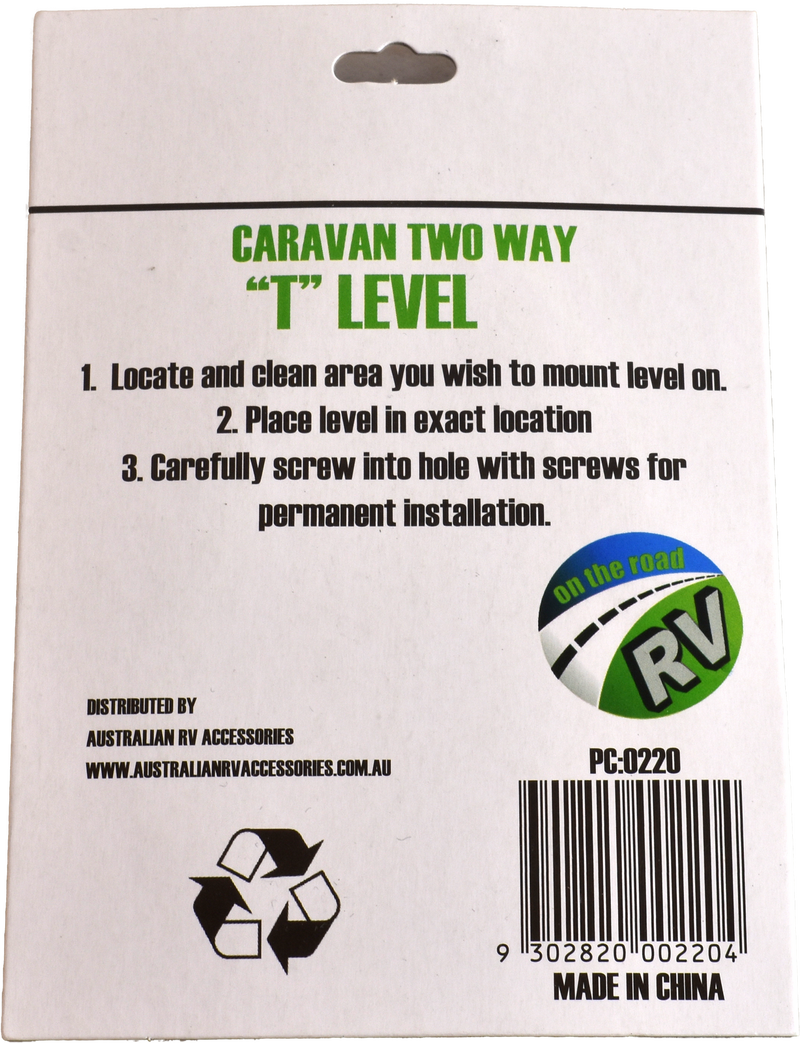 CARAVAN TWO WAY
“T” LEVEL
1. Locate and clean area you wish to mount level on.
2. Place level in exact location
3. Carefully screw into hole with screws for
permanent installation.
on the road
RV
DISTRIBUTED BY
AUSTRALIAN RV ACCESSORIES
WWW.AUSTRALIANRVACCESSORIES.COM.AU
PC:0220
9 302820 002204
MADE IN CHINA